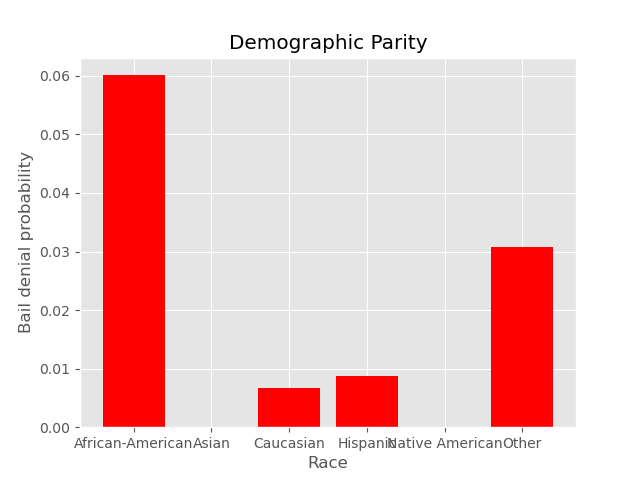 Demographic Parity
Bail denial probability
0.06
0.05
0.04
0.03
0.02
0.01
0.00
African-American Asian Caucasian Hispanic Native American Other
Race